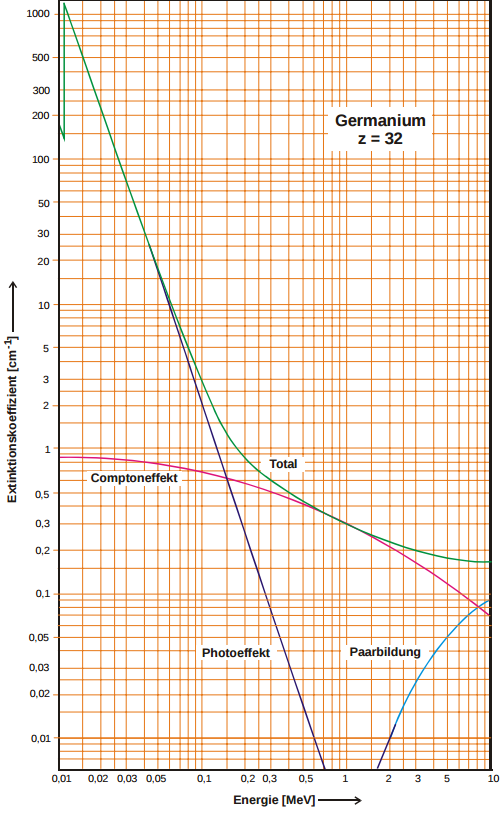 1000
500
300
200
100
50
30
20
10
5
3
2
1
0,5
0,3
0,2
0,1
0,05
0,03
0,02
0,01
Extinktionskoeffizient [cm-1]
Germanium
z = 32
Total
Comptoneffekt
Photoeffekt
Paarbildung
0,01 0,02 0,03 0,05 0,1 0,2 0,3 0,5 1 2 3 5 10
Energie [MeV]